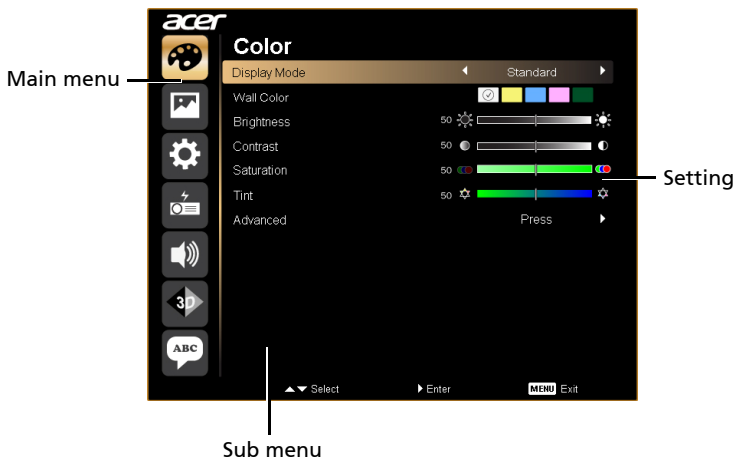 acer
Color
Main menu
Display Mode Standard
Wall Color
Brightness 50
Contrast 50
Saturation 50
Setting
Tint 50
Advanced Press
3D
ABC
Select Enter MENU Exit
Sub menu